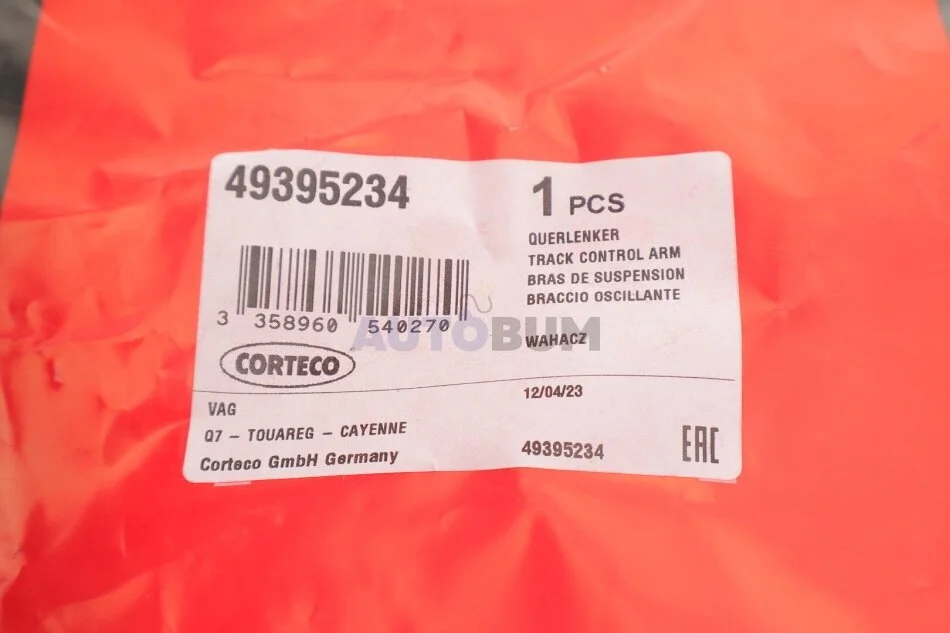 49395234
1 PCS
QUERLENKER
TRACK CONTROL ARM
BRAS DE SUSPENSION
BRACCIO OSCILLANTE
3 358960 540270
AUTOBUM
WAHACZ
CORTECO
12/04/23
VAG
Q7 - TOUAREG - CAYENNE
49395234
EAC
Corteco GmbH Germany